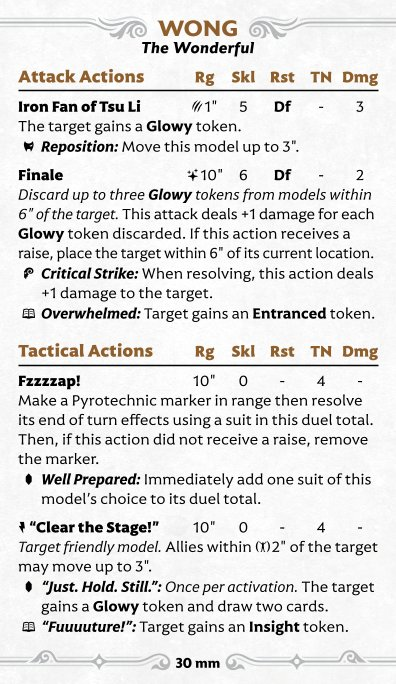 WONG
The Wonderful
Attack Actions Rg Skl Rst TN Dmg
Iron Fan of Tsu Li 1" 5 Df - 3
The target gains a Glowy token.
Reposition: Move this model up to 3".
Finale 10" 6 Df - 2
Discard up to three Glowy tokens from models within
6" of the target. This attack deals +1 damage for each
Glowy token discarded. If this action receives a
raise, place the target within 6" of its current location.
Critical Strike: When resolving, this action deals
+1 damage to the target.
Overwhelmed: Target gains an Entranced token.
Tactical Actions Rg Skl Rst TN Dmg
Fzzzzap! 10" 0 - 4 -
Make a Pyrotechnic marker in range then resolve
its end of turn effects using a suit in this duel total.
Then, if this action did not receive a raise, remove
the marker.
Well Prepared: Immediately add one suit of this
model's choice to its duel total.
"Clear the Stage!" 10" 0 - 4 -
Target friendly model. Allies within 2" of the target
may move up to 3".
"Just. Hold. Still.": Once per activation. The target
gains a Glowy token and draw two cards.
"Fuuuuture!": Target gains an Insight token.
30 mm